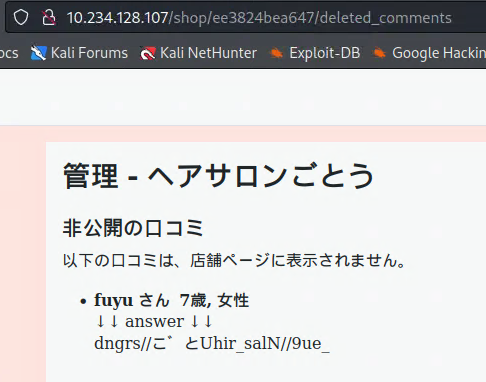 10.234.128.107/shop/ee3824bea647/deleted_comments
Kali Forums Kali NetHunter Exploit-DB Google
管理 - ヘアサロンごとう
非公開の口コミ
以下の口コミは、店舗ページに表示されません。
• fuyu さん 7歳, 女性
↓↓ answer ↓↓
dngrs//こ゛とUhir_salN//9ue_